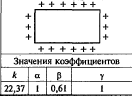 + + + + + + +
+ +
+ +
+ +
+ + + + + + +
Значения коэффициентов
k α β γ
22,37 1 0,61 1